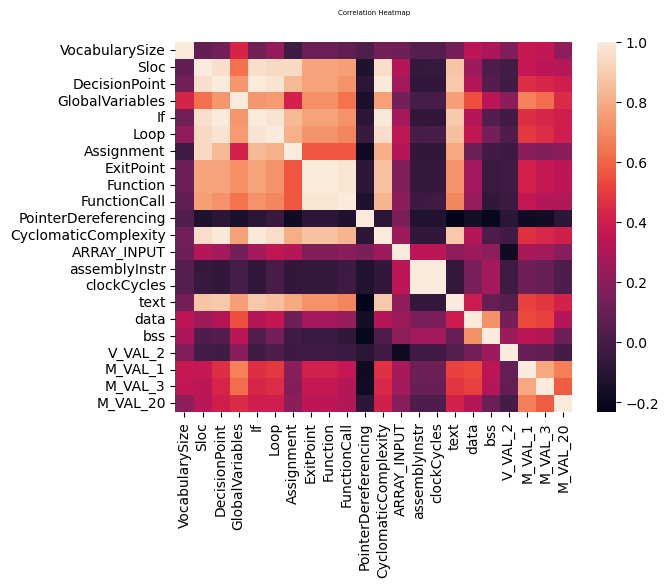 Correlation Heatmap
VocabularySize
Sloc
DecisionPoint
GlobalVariables
If
Loop
Assignment
ExitPoint
Function
FunctionCall
PointerDereferencing
CyclomaticComplexity
ARRAY_INPUT
assemblyInstr
clockCycles
text
data
bss
V_VAL_2
M_VAL_1
M_VAL_3
M_VAL_20
VocabularySize
Sloc
DecisionPoint
GlobalVariables
If
Loop
Assignment
ExitPoint
Function
FunctionCall
PointerDereferencing
CyclomaticComplexity
ARRAY_INPUT
assemblyInstr
clockCycles
text
data
bss
V_VAL_2
M_VAL_1
M_VAL_3
M_VAL_20
1.0
0.8
0.6
0.4
0.2
0.0
−0.2